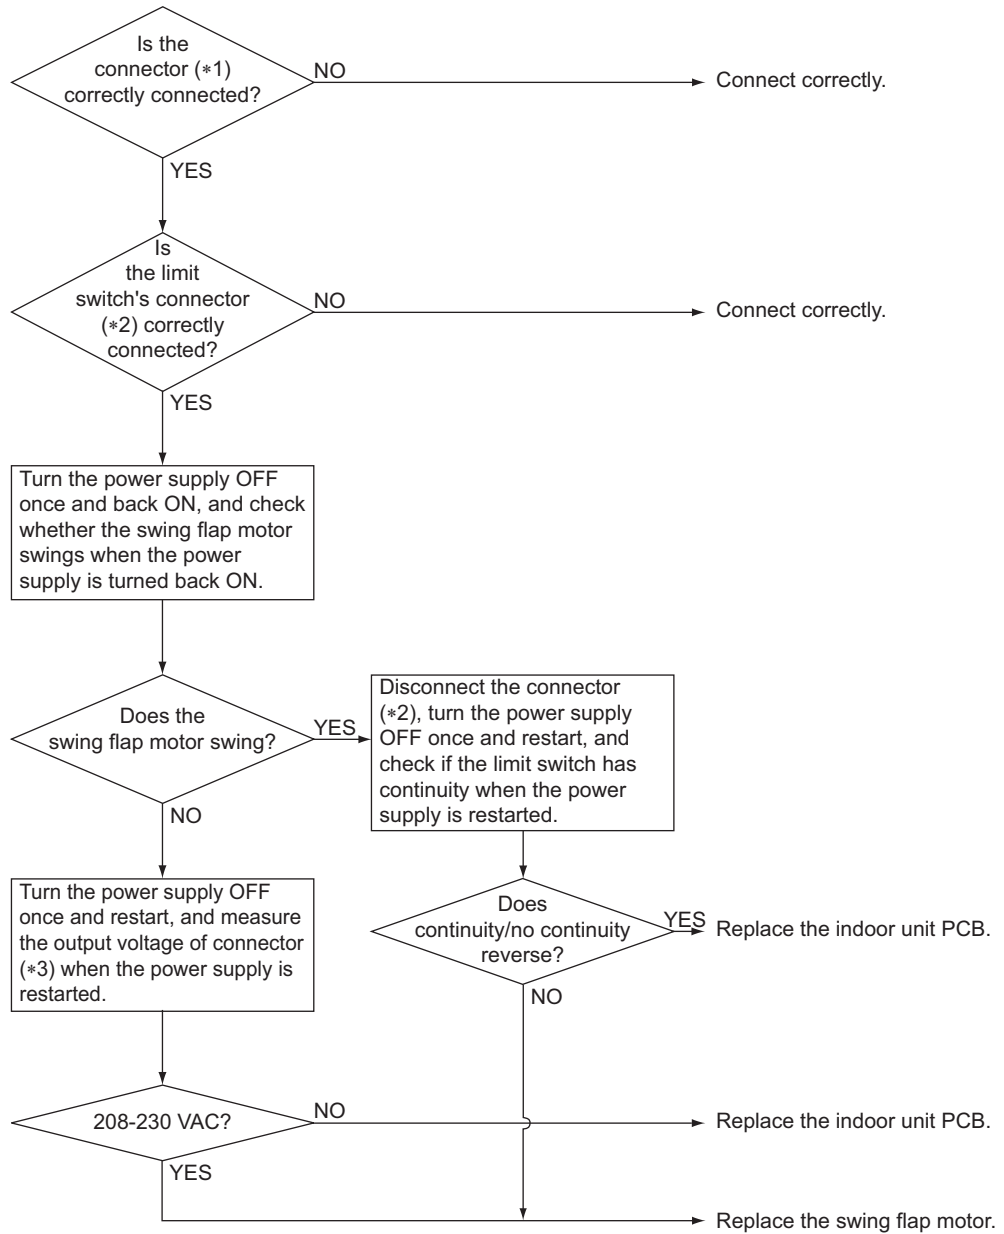 Is the
connector (*1)
correctly connected?
NO
Connect correctly.
YES
Is
the limit
switch's connector
(*2) correctly
connected?
NO
Connect correctly.
YES
Turn the power supply OFF
once and back ON, and check
whether the swing flap motor
swings when the power
supply is turned back ON.
Does the
swing flap motor swing?
YES
Disconnect the connector
(*2), turn the power supply
OFF once and restart, and
check if the limit switch has
continuity when the power
supply is restarted.
NO
Turn the power supply OFF
once and restart, and measure
the output voltage of connector
(*3) when the power supply is
restarted.
Does
continuity/no continuity
reverse?
YES
Replace the indoor unit PCB.
NO
208-230 VAC?
NO
Replace the indoor unit PCB.
YES
Replace the swing flap motor.